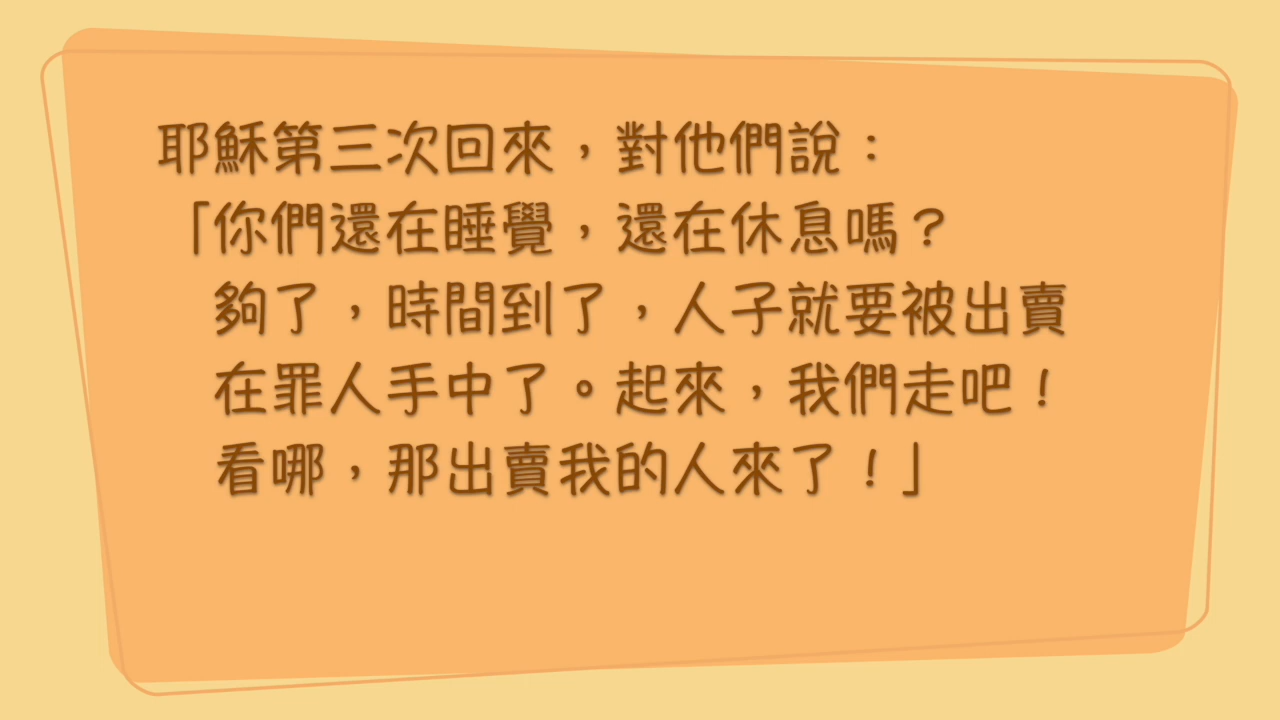 耶穌第三次回來，對他們說：
「你們還在睡覺，還在休息嗎？
夠了，時間到了，人子就要被出賣
在罪人手中了。起來，我們走吧！
看哪，那出賣我的人來了！」